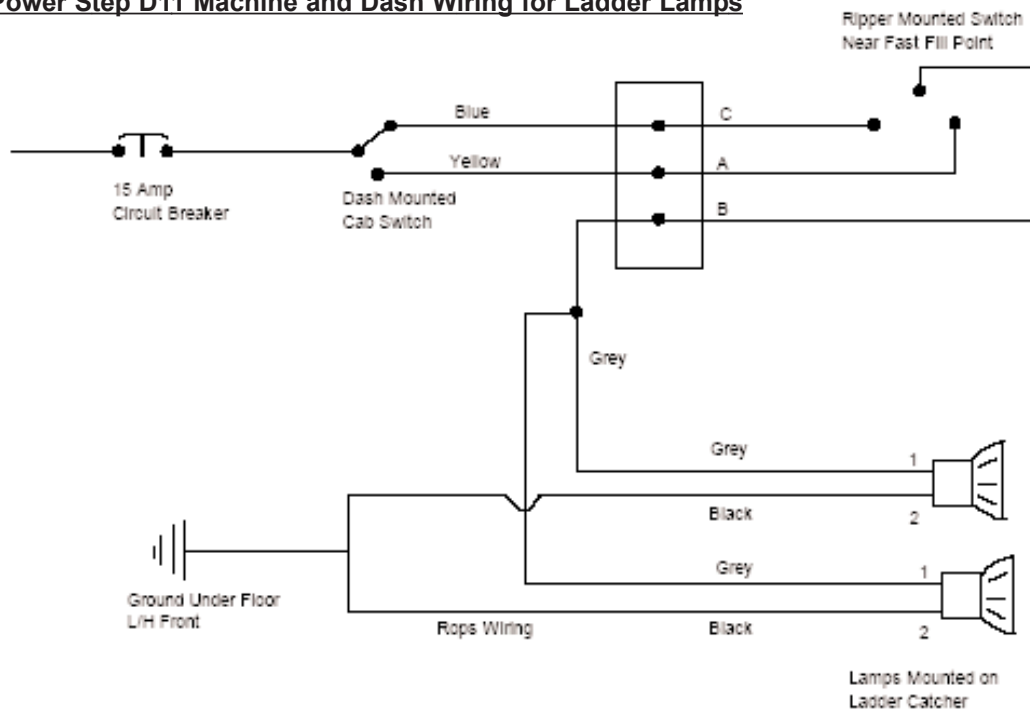 Power Step D11 Machine and Dash Wiring for Ladder Lamps
Ripper Mounted Switch
Near Fast Fill Point
Blue
C
Yellow
A
15 Amp
Circuit Breaker
Dash Mounted
Cab Switch
B
Grey
Grey
1
Black
2
Grey
1
Ground Under Floor
L/H Front
Rops Wiring
Black
2
Lamps Mounted on
Ladder Catcher